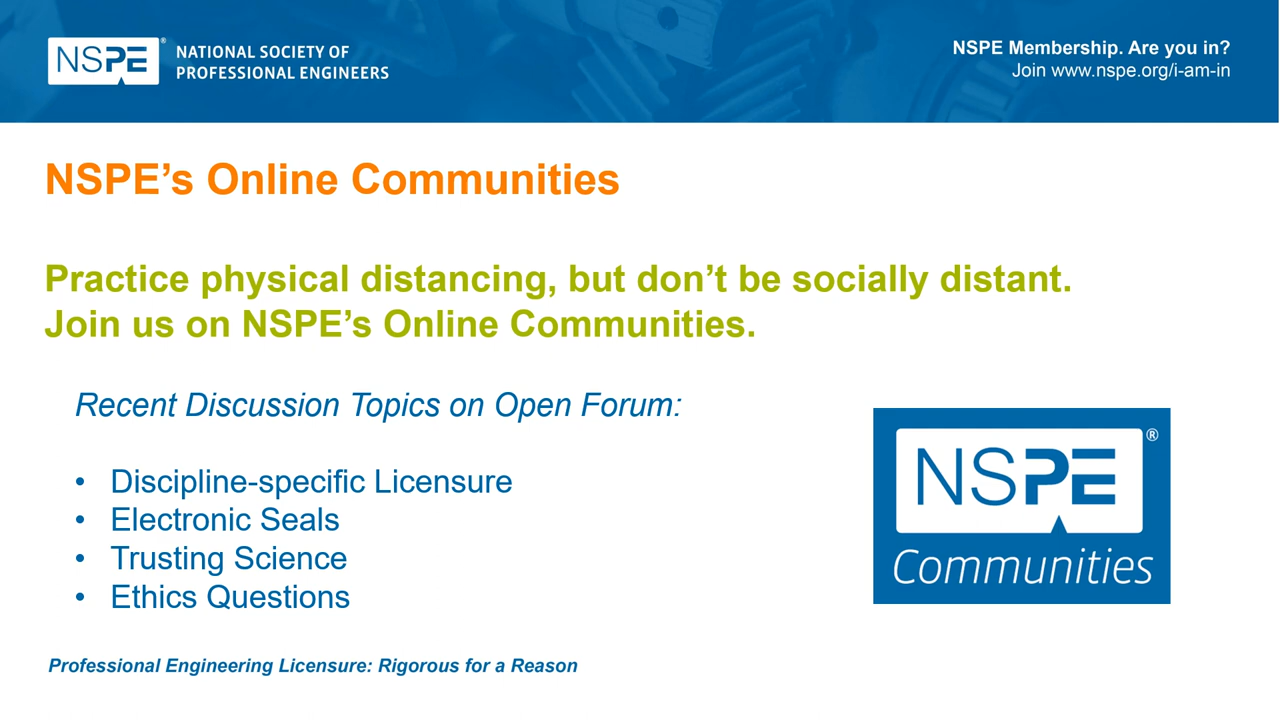 NSPE®
NATIONAL SOCIETY OF
PROFESSIONAL ENGINEERS
NSPE Membership. Are you in?
Join www.nspe.org/i-am-in
NSPE’s Online Communities
Practice physical distancing, but don’t be socially distant.
Join us on NSPE’s Online Communities.
Recent Discussion Topics on Open Forum:
• Discipline-specific Licensure
• Electronic Seals
• Trusting Science
• Ethics Questions
NSPE®
Communities
Professional Engineering Licensure: Rigorous for a Reason